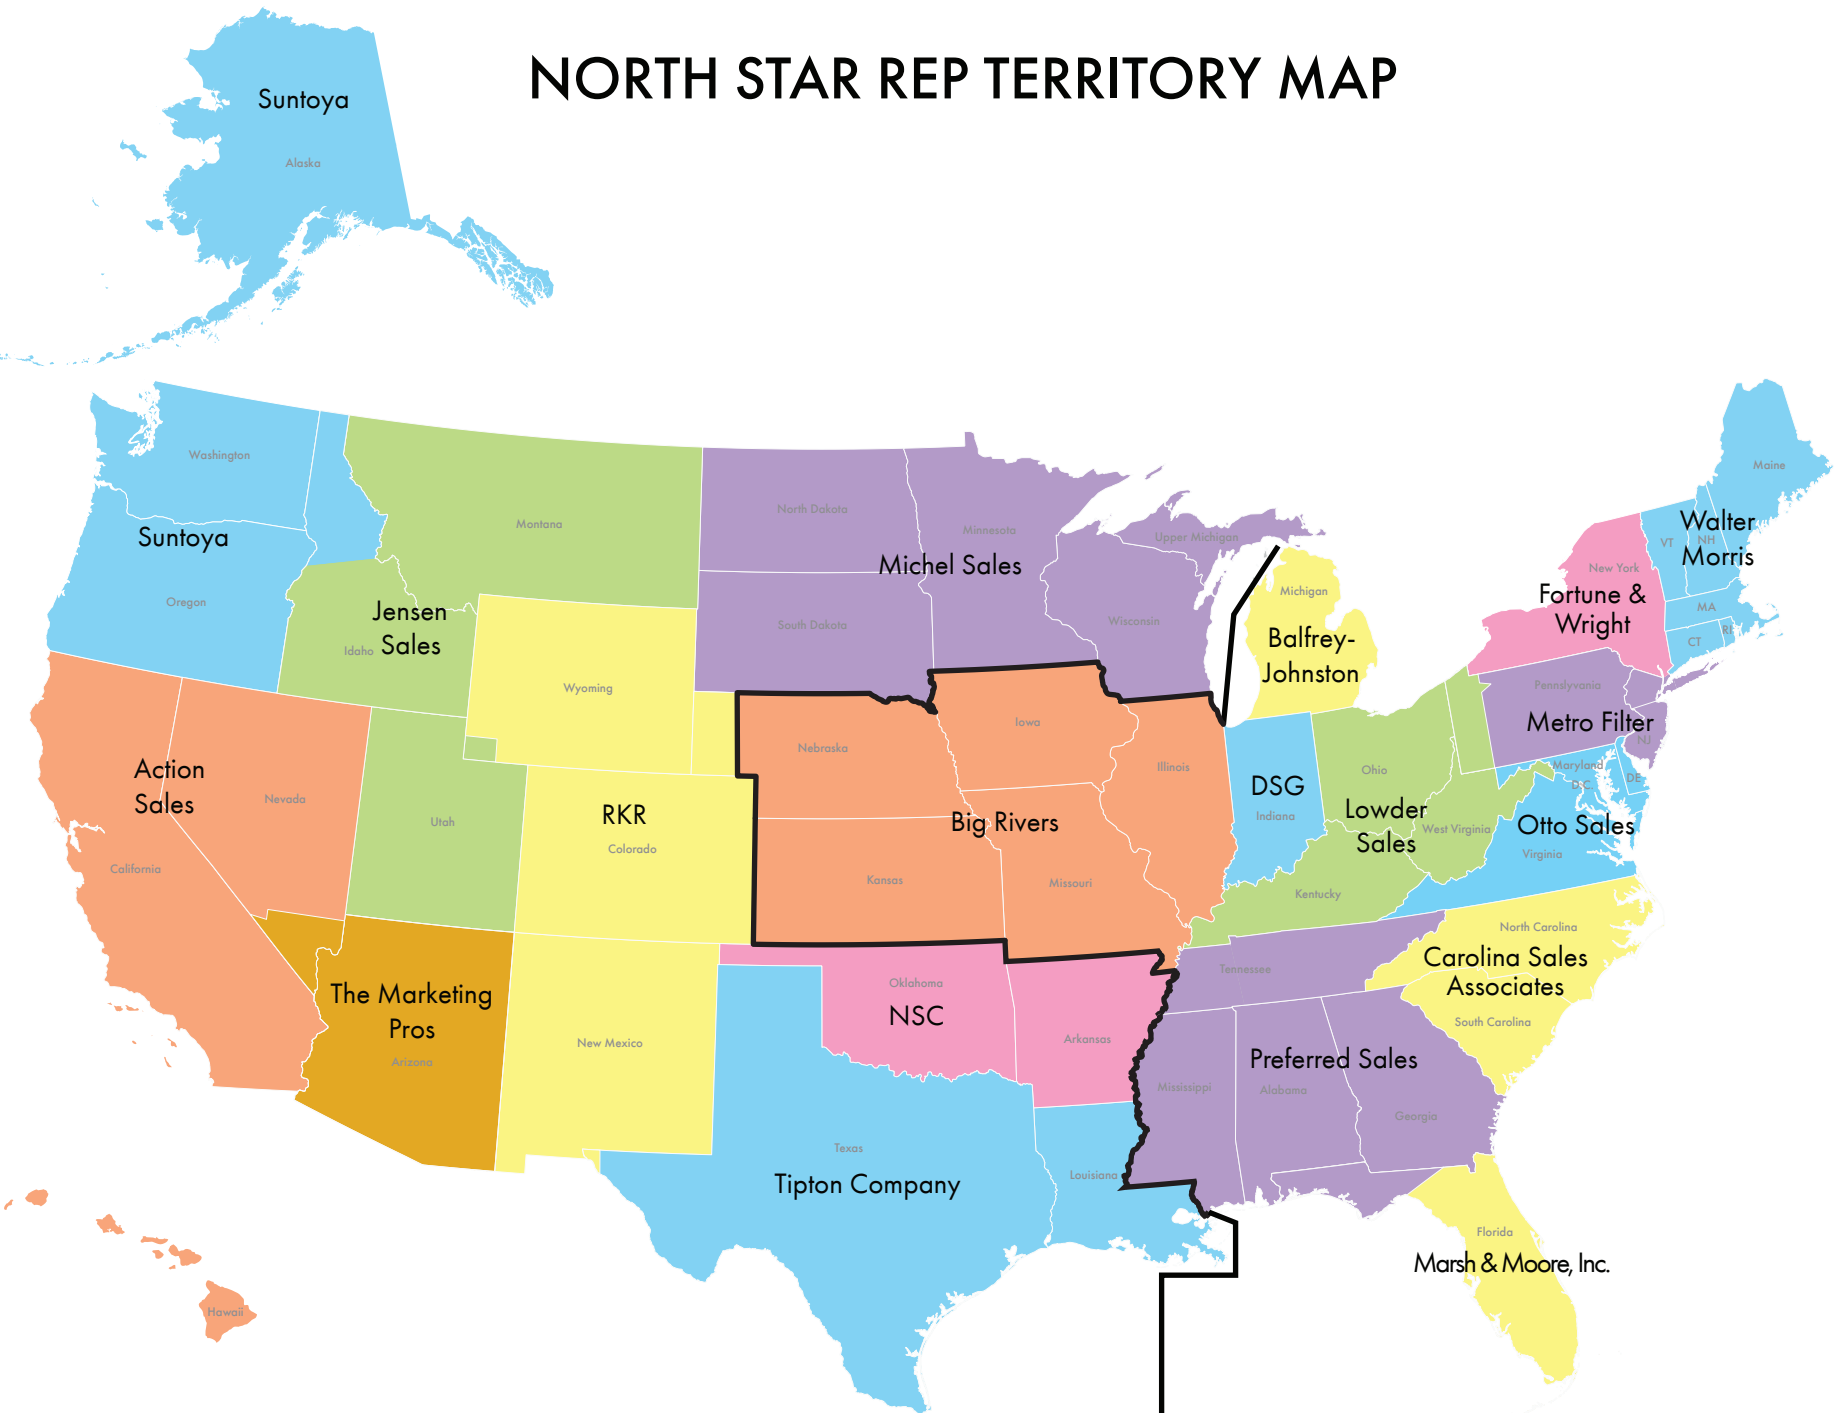 NORTH STAR REP TERRITORY MAP
Suntoya
Alaska
Washington
Suntoya
Oregon
Montana
Jensen
Sales
Idaho
Wyoming
North Dakota
Minnesota
Michel Sales
South Dakota
Upper Michigan
Wisconsin
Michigan
Balfrey-
Johnston
Maine
Walter
Morris
VT
NH
MA
CT
RI
New York
Fortune &
Wright
Pennslyvania
Metro Filter
NJ
Action
Sales
Nevada
California
Utah
RKR
Colorado
Nebraska
Iowa
Illinois
Big Rivers
Kansas
Missouri
DSG
Indiana
Ohio
Lowder
Sales
West Virginia
Kentucky
Maryland
D.C.
DE
Otto Sales
Virginia
The Marketing
Pros
Arizona
New Mexico
Oklahoma
NSC
Arkansas
Tennessee
North Carolina
Carolina Sales
Associates
South Carolina
Preferred Sales
Mississippi
Alabama
Georgia
Texas
Tipton Company
Louisiana
Florida
Marsh & Moore, Inc.
Hawaii